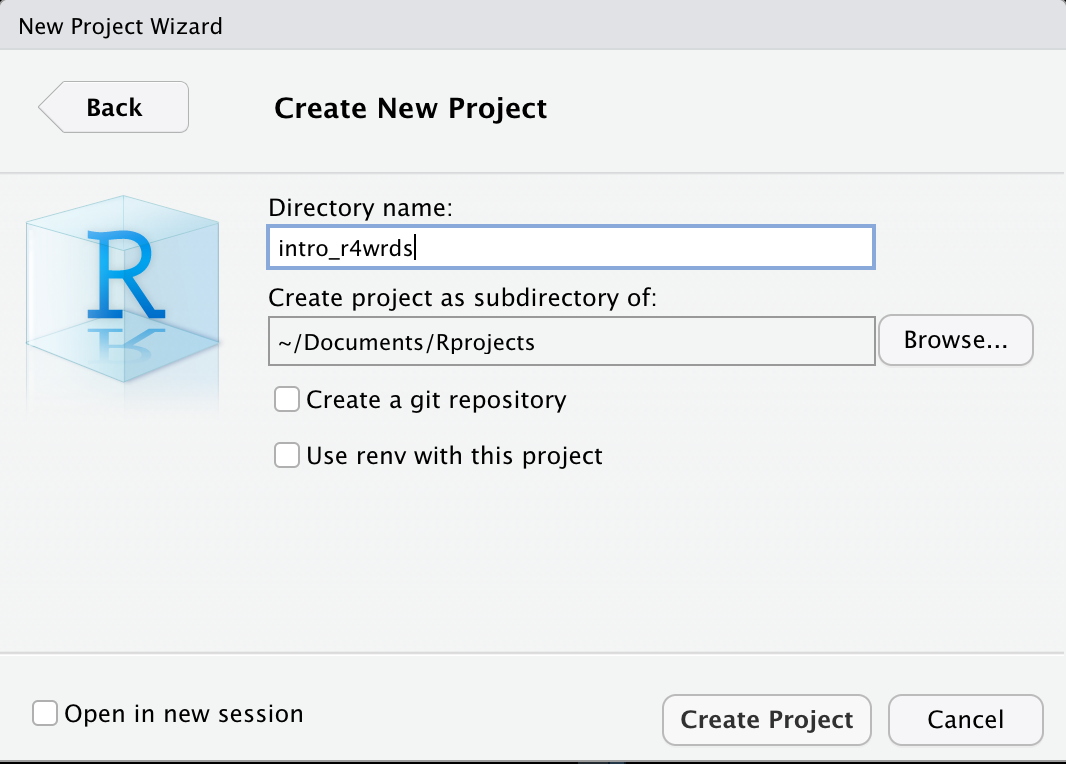 New Project Wizard
Back
Create New Project
R
Directory name:
intro_r4wrds
Create project as subdirectory of:
~/Documents/Rprojects
Browse...
Create a git repository
Use renv with this project
Open in new session
Create Project
Cancel